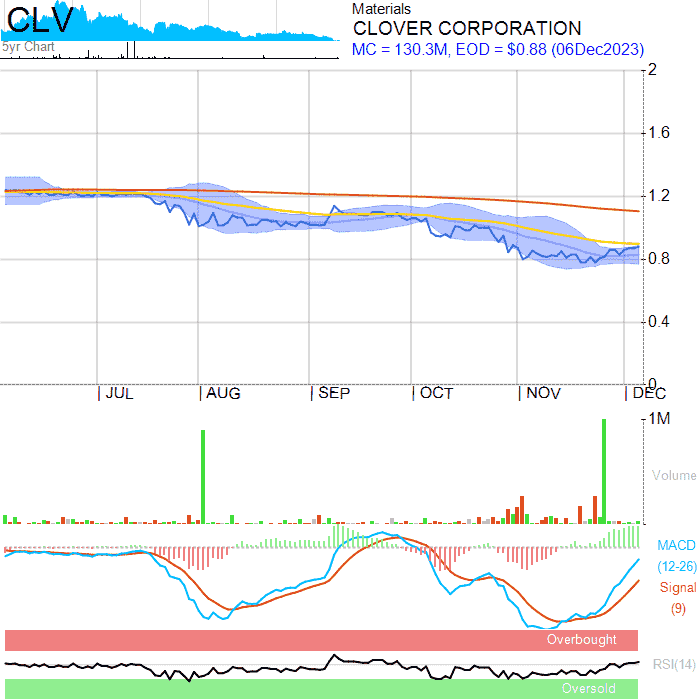 CLV
5yr Chart
Materials
CLOVER CORPORATION
MC = 130.3M, EOD = $0.88 (06Dec2023)
2
1.6
1.2
0.8
0.4
0
JUL AUG SEP OCT NOV DEC
1M
Volume
MACD
(12-26)
Signal
(9)
Overbought
RSI(14)
Oversold